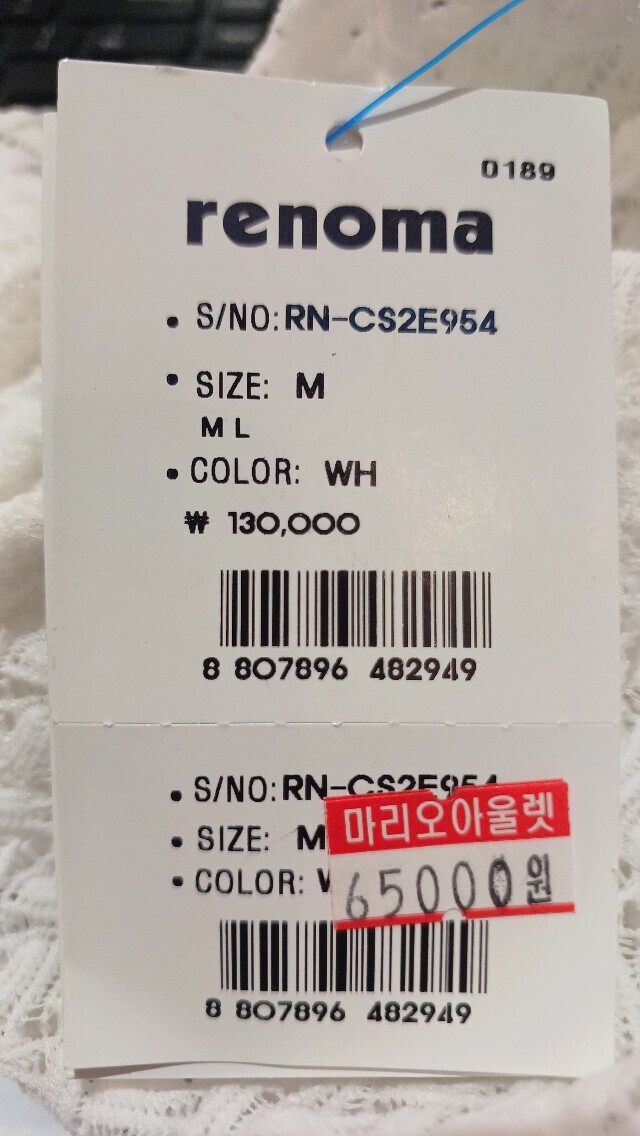 0189
renoma
• S/NO: RN-CS2E954
• SIZE: M
M L
• COLOR: WH
₩ 130,000
8 807896 482949
• S/NO: RN-CS2E954
• SIZE: M
마리오아울렛
• COLOR:
65000원
8 807896 482949